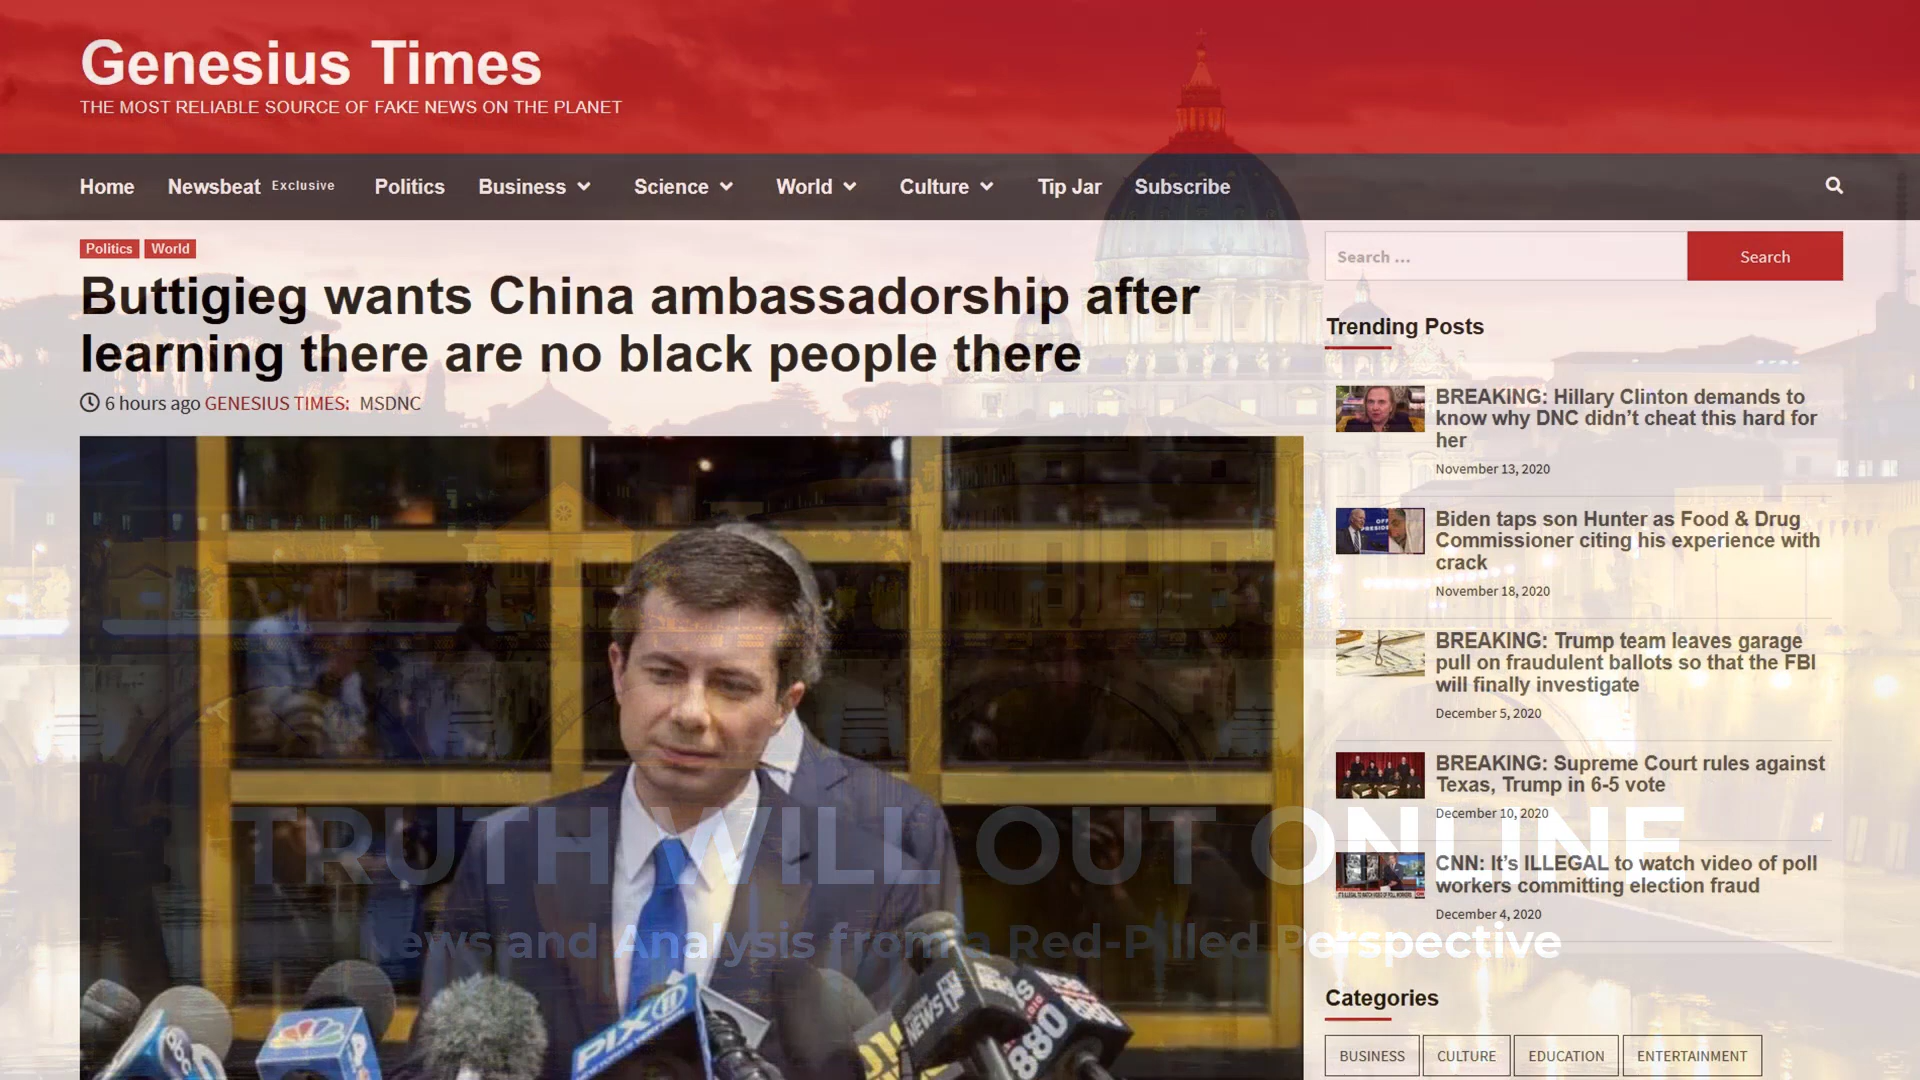 Genesius Times
THE MOST RELIABLE SOURCE OF FAKE NEWS ON THE PLANET
Home Newsbeat Exclusive Politics Business Science World Culture Tip Jar Subscribe
Politics World
Buttigieg wants China ambassadorship after
learning there are no black people there
6 hours ago GENESIUS TIMES: MSDNC
Search ... Search
Trending Posts
BREAKING: Hillary Clinton demands to
know why DNC didn’t cheat this hard for
her
November 13, 2020
Biden taps son Hunter as Food & Drug
Commissioner citing his experience with
crack
November 18, 2020
BREAKING: Trump team leaves garage
pull on fraudulent ballots so that the FBI
will finally investigate
December 5, 2020
BREAKING: Supreme Court rules against
Texas, Trump in 6-5 vote
December 10, 2020
CNN: It’s ILLEGAL to watch video of poll
workers committing election fraud
December 4, 2020
TRUTH WILL OUT ONLINE
News and Analysis from a Red-Pilled Perspective
abc
PIX 11
NEWS
880
Categories
BUSINESS CULTURE EDUCATION ENTERTAINMENT